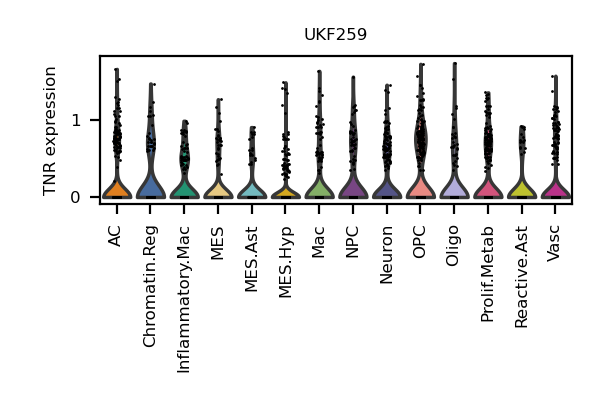 UKF259
TNR expression
1
0
AC
Chromatin.Reg
Inflammatory.Mac
MES
MES.Ast
MES.Hyp
Mac
NPC
Neuron
OPC
Oligo
Prolif.Metab
Reactive.Ast
Vasc